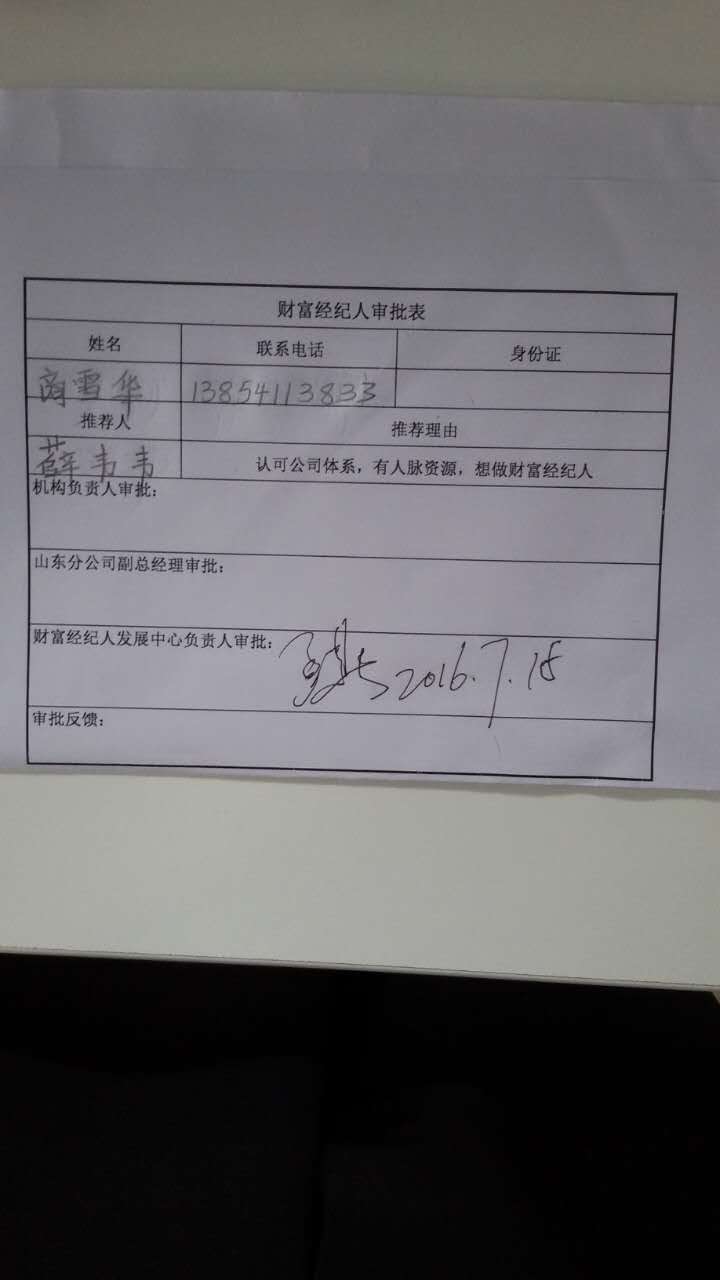 财富经纪人审批表
姓名 联系电话 身份证
商雪华 13854113833
推荐人 推荐理由
薛韦韦 认可公司体系，有人脉资源，想做财富经纪人
机构负责人审批：
山东分公司副总经理审批：
财富经纪人发展中心负责人审批： 2016.7.15
审批反馈：